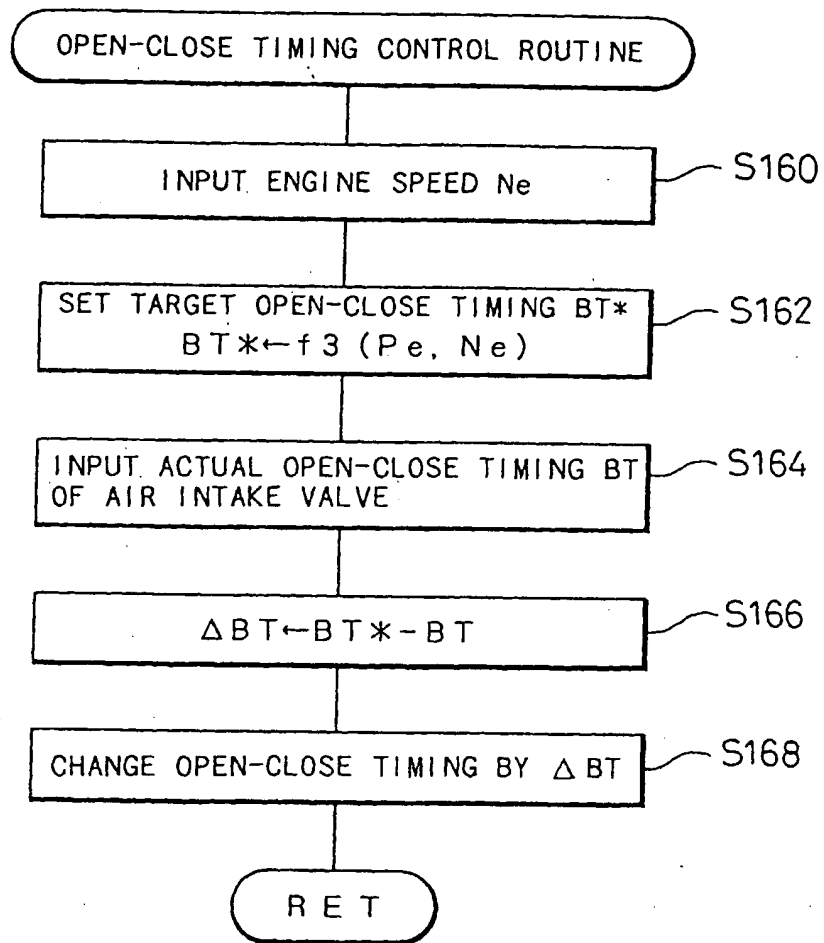 OPEN-CLOSE TIMING CONTROL ROUTINE
INPUT ENGINE SPEED Ne
S160
SET TARGET OPEN-CLOSE TIMING BT*
BT*←f3 (Pe, Ne)
S162
INPUT ACTUAL OPEN-CLOSE TIMING BT
OF AIR INTAKE VALVE
S164
ΔBT←BT*-BT
S166
CHANGE OPEN-CLOSE TIMING BY ΔBT
S168
RET